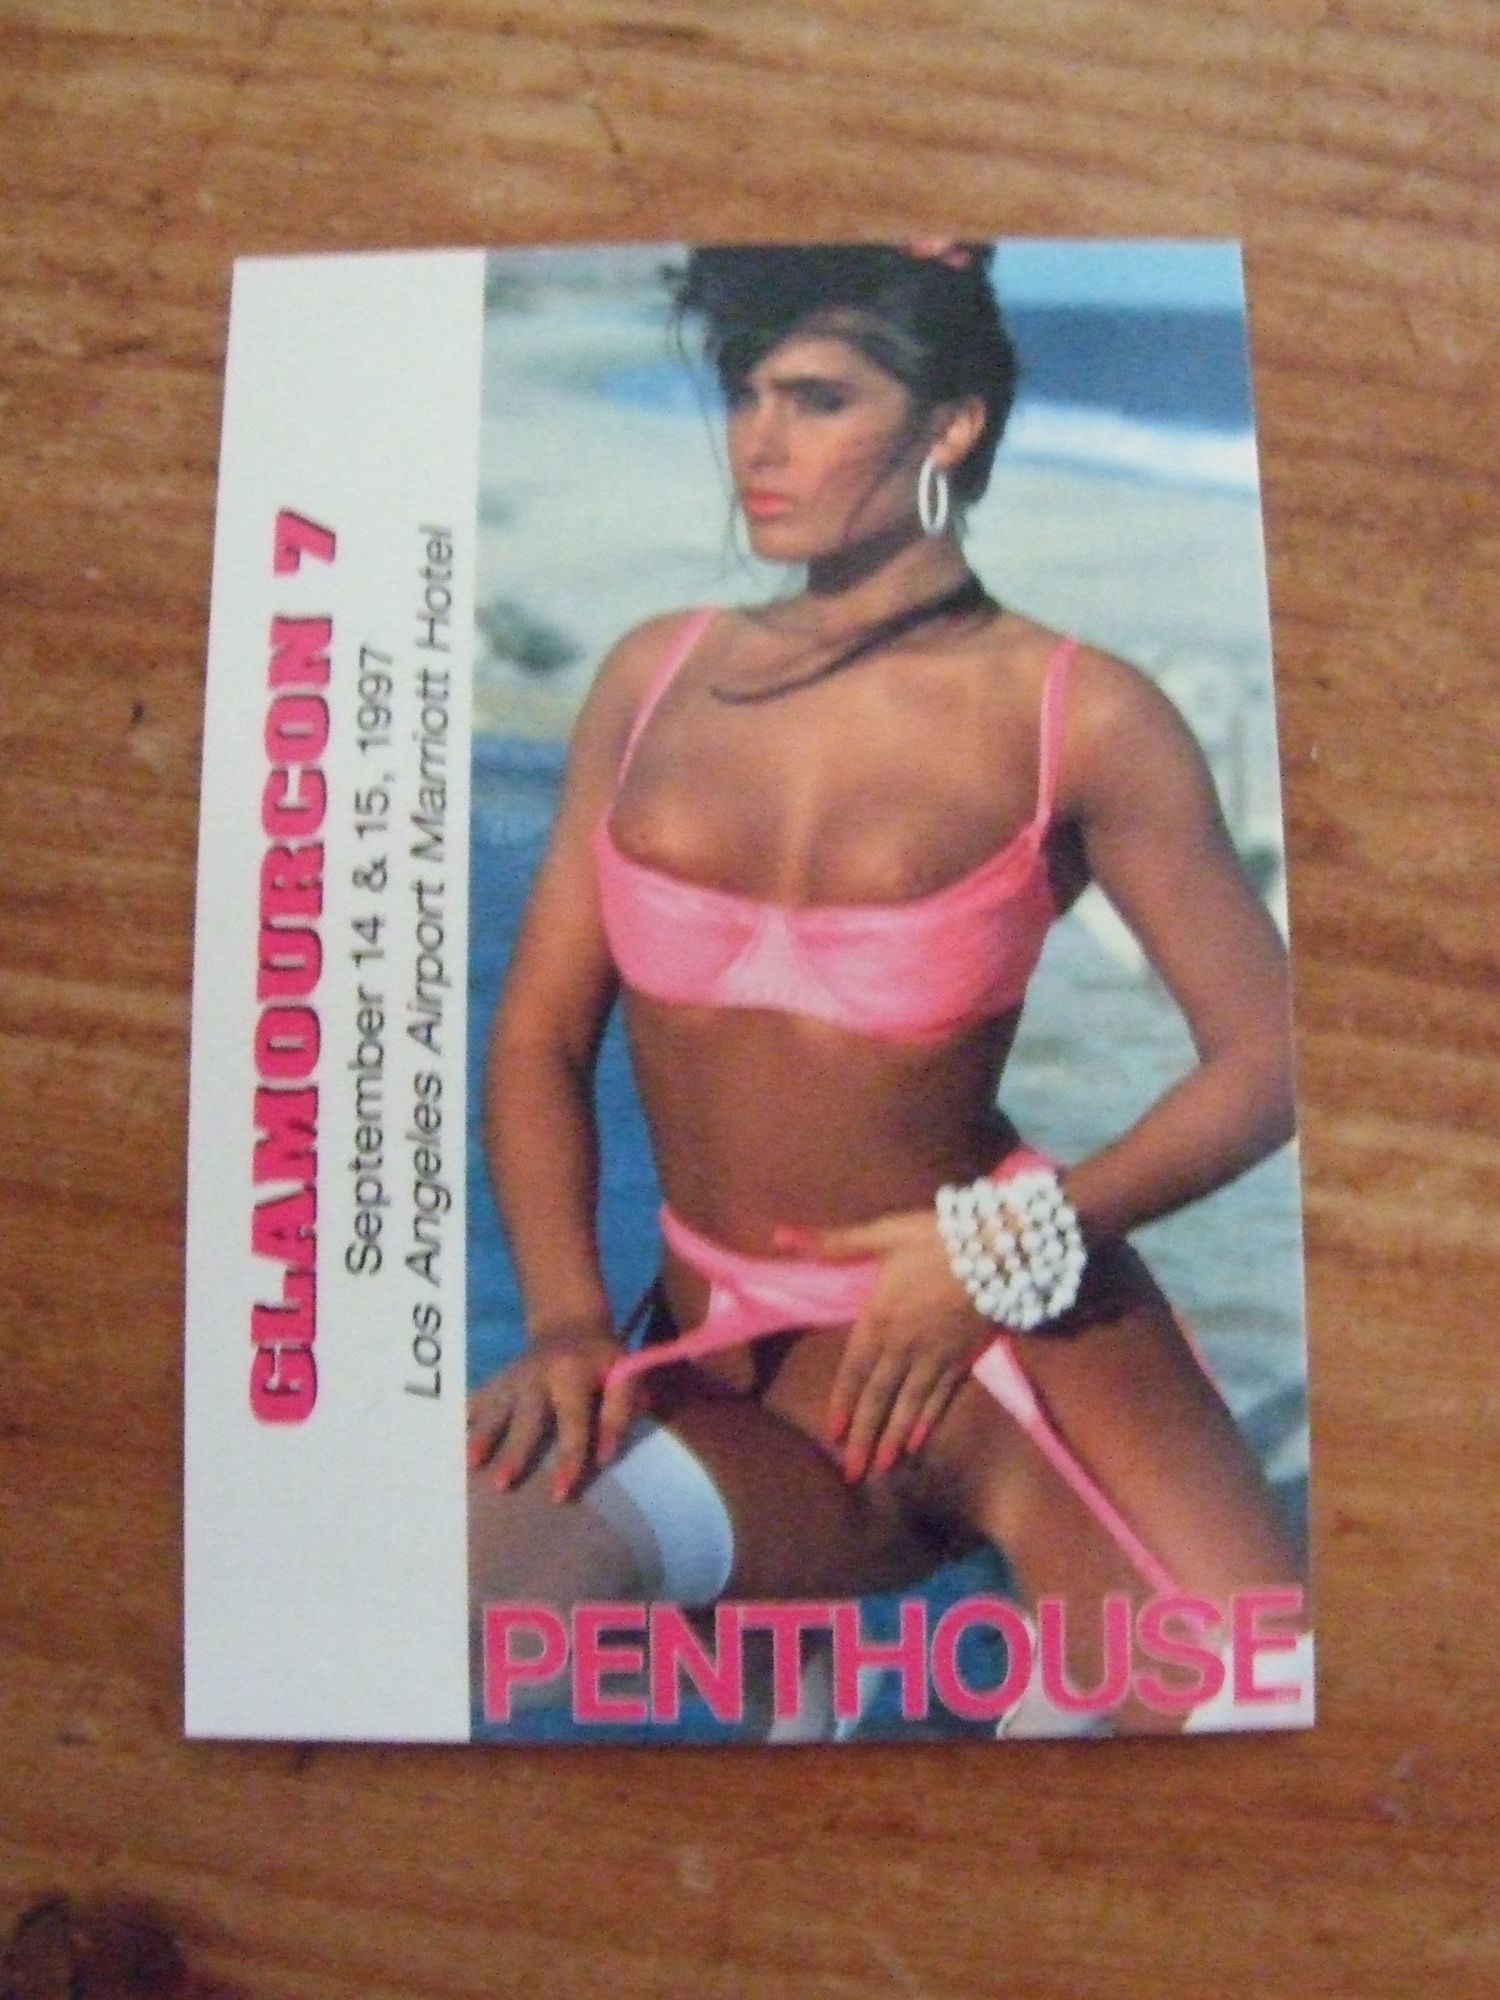 GLAMOURCON 7
September 14 & 15, 1997
Los Angeles Airport Marriott Hotel
PENTHOUSE